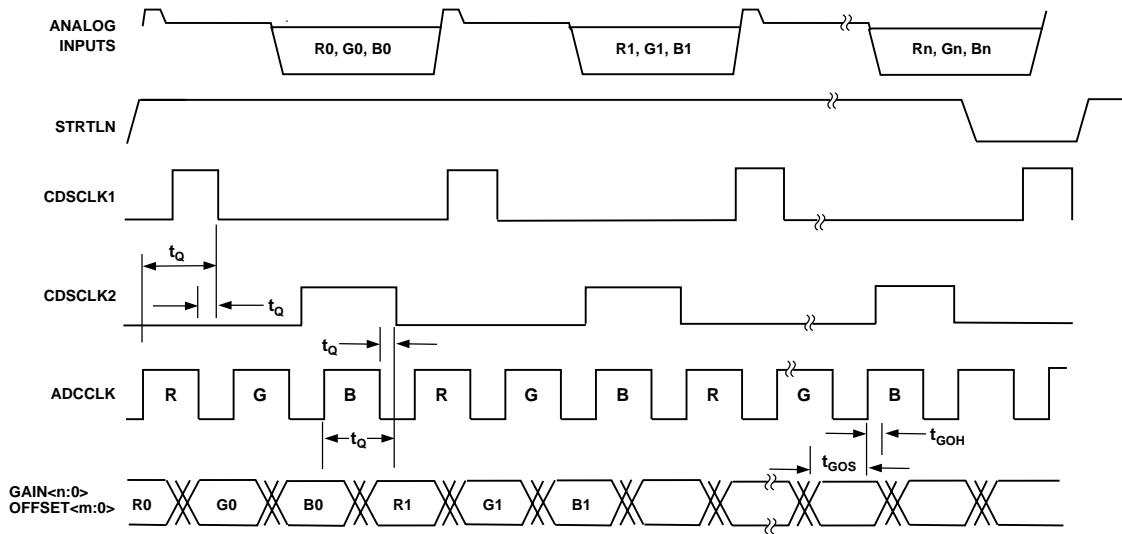 ANALOG
INPUTS
R0, G0, B0
R1, G1, B1
Rn, Gn, Bn
STRTLN
CDSCLK1
tQ
CDSCLK2
tQ
tQ
ADCCLK
R
G
B
R
G
B
R
G
B
tQ
tGOH
tGOS
GAIN<n:0>
OFFSET<m:0>
R0
G0
B0
R1
G1
B1